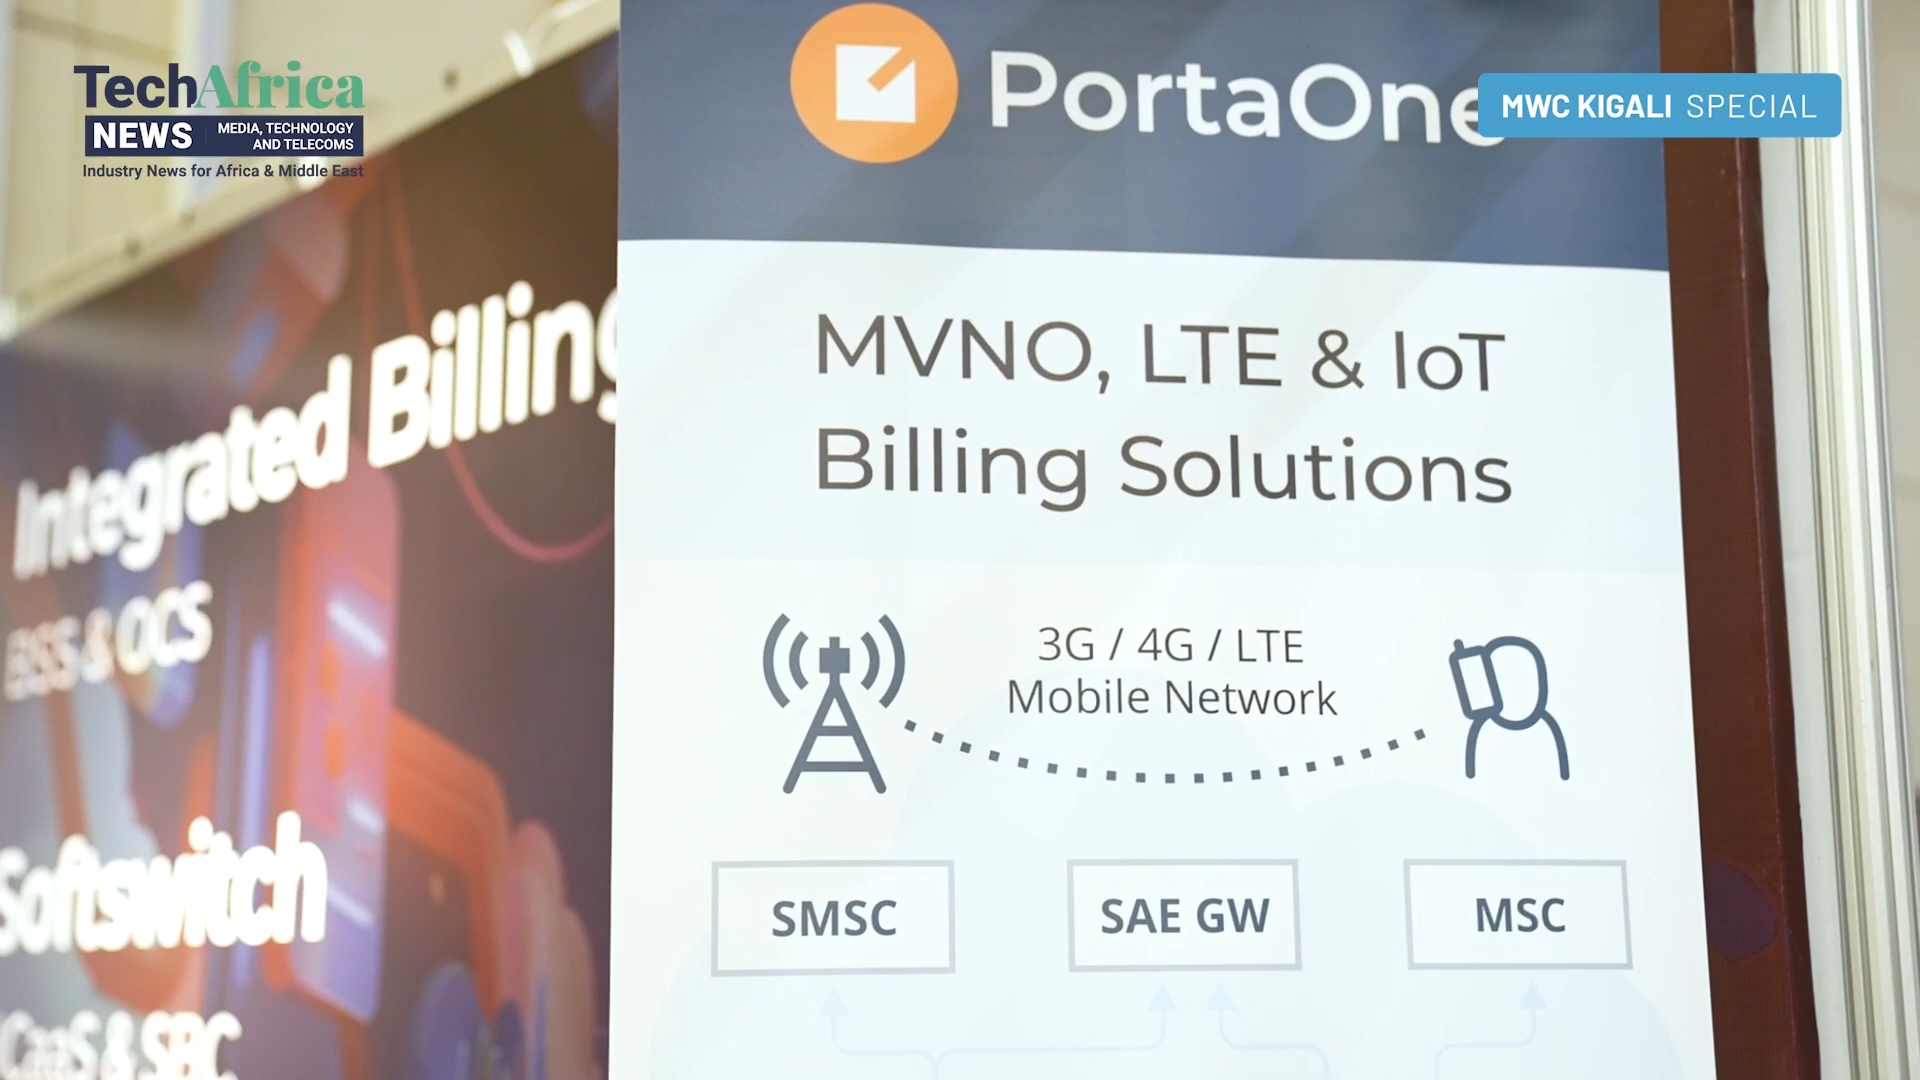 TechAfrica
NEWS
MEDIA, TECHNOLOGY
AND TELECOMS
Industry News for Africa & Middle East
MWC KIGALI SPECIAL
PortaOne
MVNO, LTE & IoT
Billing Solutions
3G / 4G / LTE
Mobile Network
SMSC
SAE GW
MSC
Integrated Billing
BSS & OCS
Softswitch
CaaS & SBC